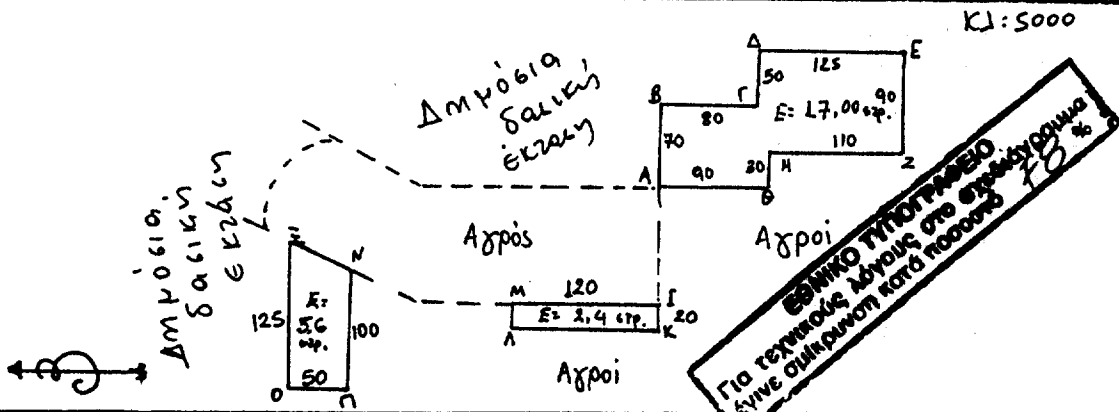 Κ 1:5000
Δημόσια
δασική
έκταση
Δ
125
Ε
50
Β
80
Γ
Ε= 17,00 στρ.
90
70
110
Α
90
30
Η
Ζ
Θ
Δημόσια
δασική
έκταση
Αγρός
Αγροί
Ξ
Ν
Ε=
5,6
στρ.
125
100
50
Ο
Π
Μ
120
Ι
Ε= 2,4 στρ.
20
Λ
Κ
Αγροί
ΕΘΝΙΚΟ ΤΥΠΟΓΡΑΦΕΙΟ
Για τεχνικούς λόγους στο σχεδιάγραμμα
έγινε σμίκρυνση κατά ποσοστό %